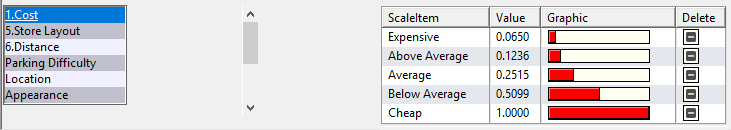 1.Cost
5.Store Layout
6.Distance
Parking Difficulty
Location
Appearance
ScaleItem Value Graphic Delete
Expensive 0.0650
Above Average 0.1236
Average 0.2515
Below Average 0.5099
Cheap 1.0000